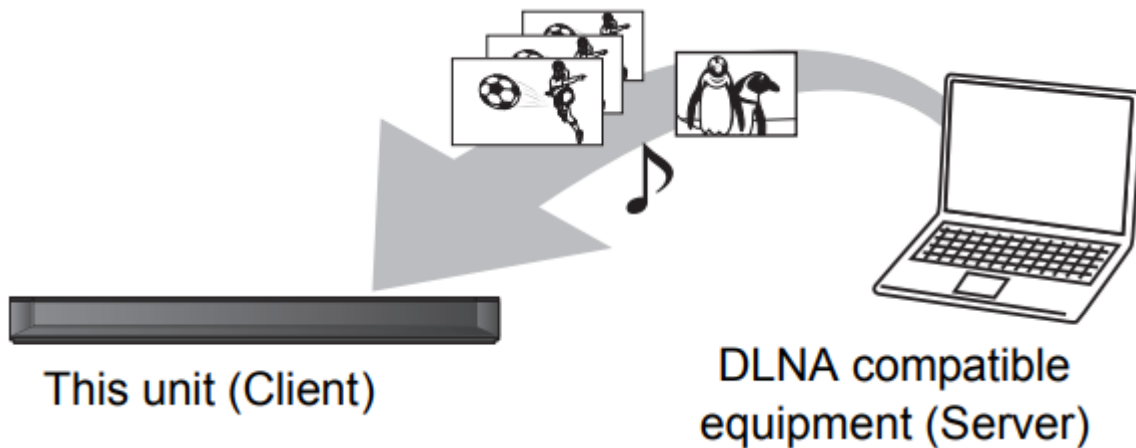 This unit (Client)
DLNA compatible
equipment (Server)